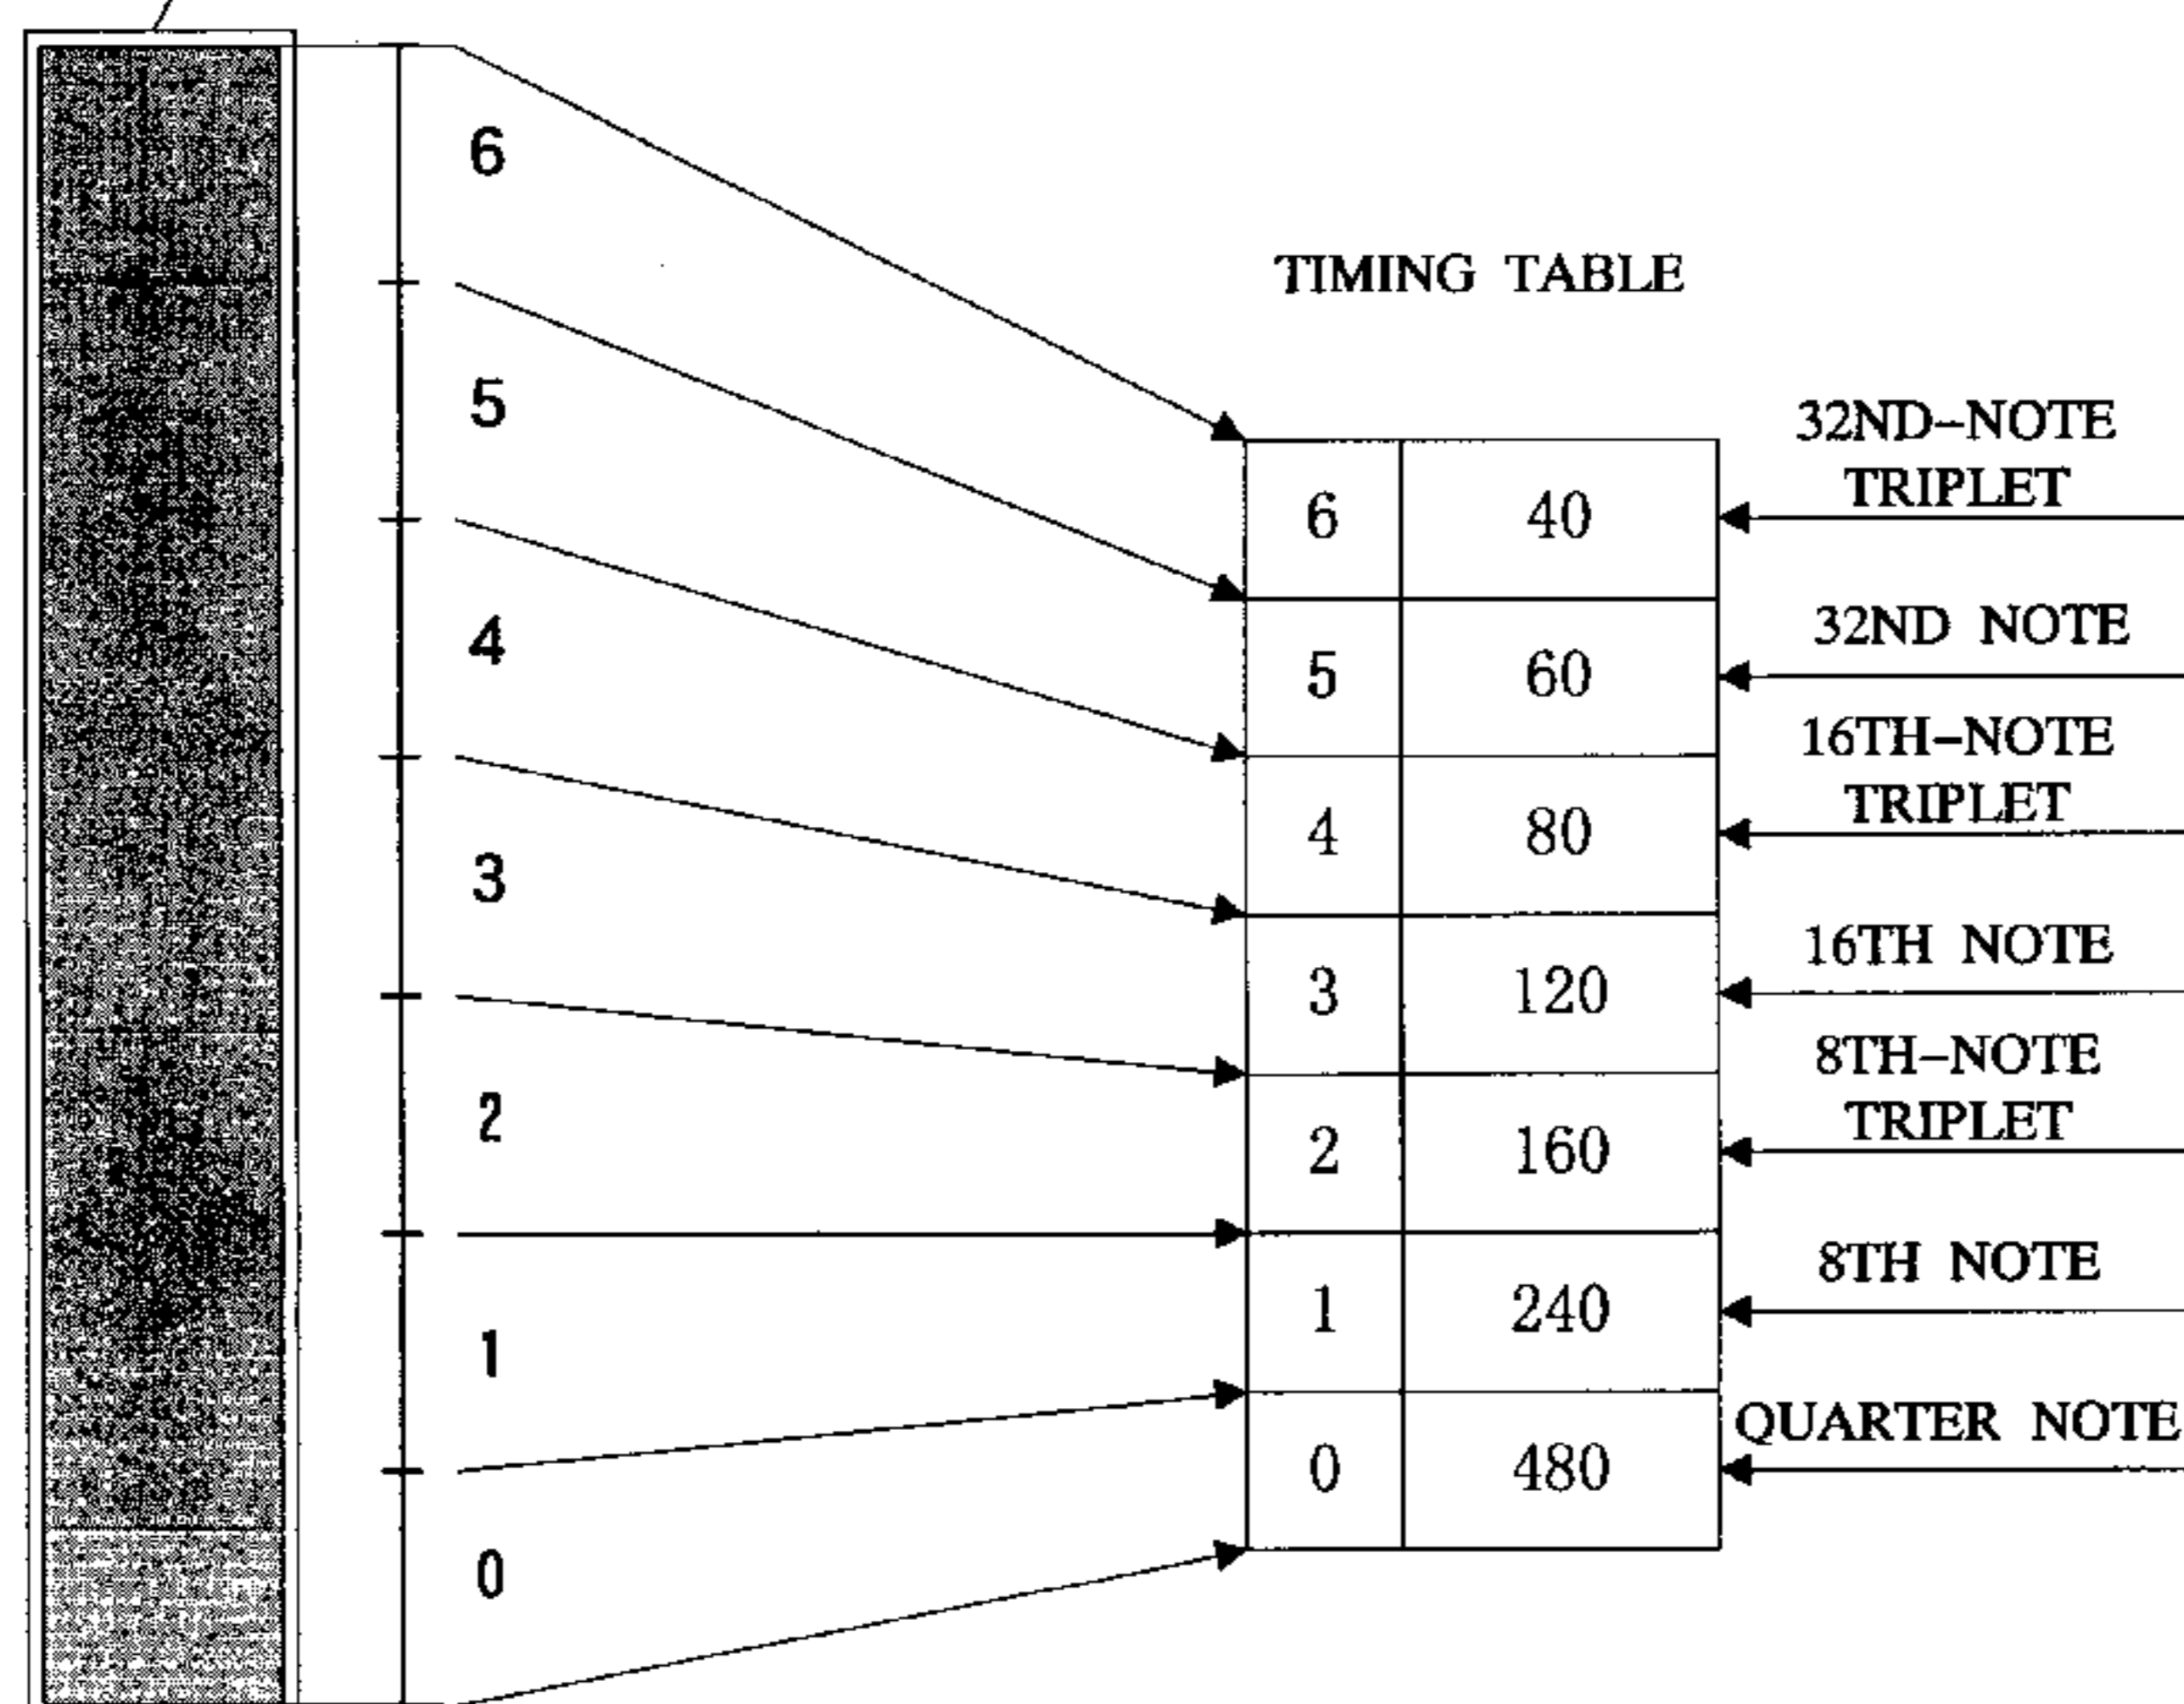 6
5
4
3
2
1
0
TIMING TABLE
6 40
5 60
4 80
3 120
2 160
1 240
0 480
32ND-NOTE
TRIPLET
32ND NOTE
16TH-NOTE
TRIPLET
16TH NOTE
8TH-NOTE
TRIPLET
8TH NOTE
QUARTER NOTE